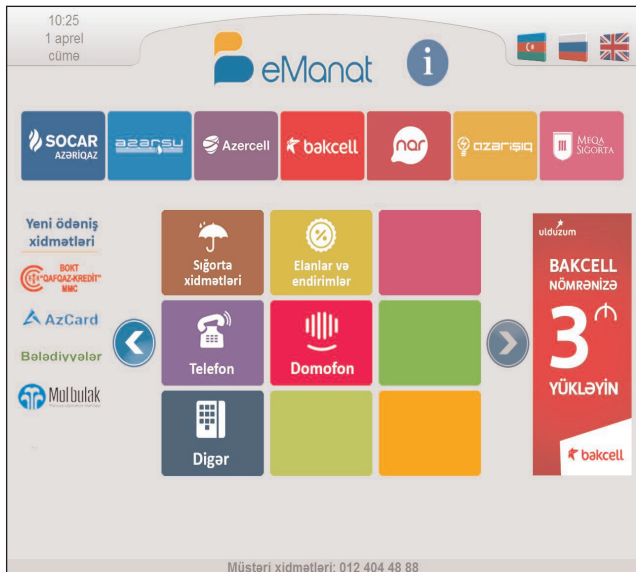 10:25
1 aprel
cümə
eManat
i
SOCAR
AZƏRİQAZ
azərsu
Azercell
bakcell
nar
azərişıq
MEQA
SIĞORTA
Yeni ödəniş
xidmətləri
BOKT
"QAFQAZ-KREDİT"
MMC
AzCard
Bələdiyyələr
Molbulak
Sığorta
xidmətləri
Elanlar və
endirimlər
Telefon
Domofon
Digər
ulduzum
BAKCELL
NÖMRƏNİZƏ
3 ₼
YÜKLƏYİN
bakcell
Müştəri xidmətləri: 012 404 48 88